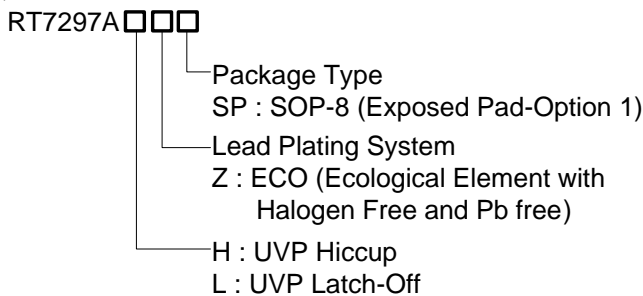 RT7297A
Package Type
SP : SOP-8 (Exposed Pad-Option 1)
Lead Plating System
Z : ECO (Ecological Element with
Halogen Free and Pb free)
H : UVP Hiccup
L : UVP Latch-Off